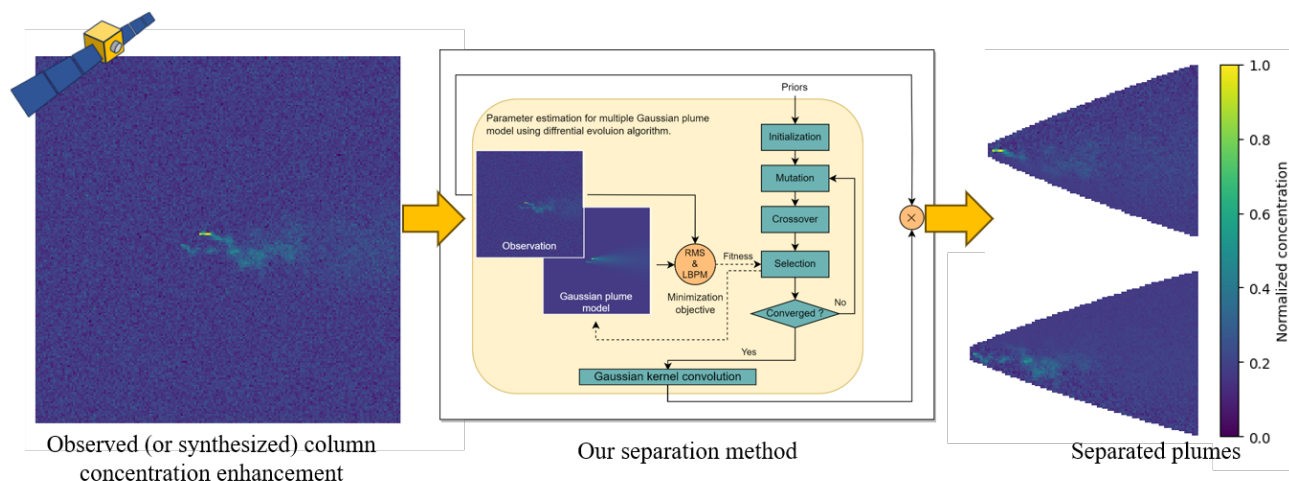 Priors
Parameter estimation for multiple Gaussian plume
model using diffrential evoluion algorithm.
Initialization
Mutation
Crossover
Observation
RMS
&
LBPM
Fitness
Selection
Gaussian plume
model
Minimization
objective
Converged ?
No
Yes
Gaussian kernel convolution
×
1.0
0.8
0.6
0.4
0.2
0.0
Normalized concentration
Observed (or synthesized) column
concentration enhancement
Our separation method
Separated plumes